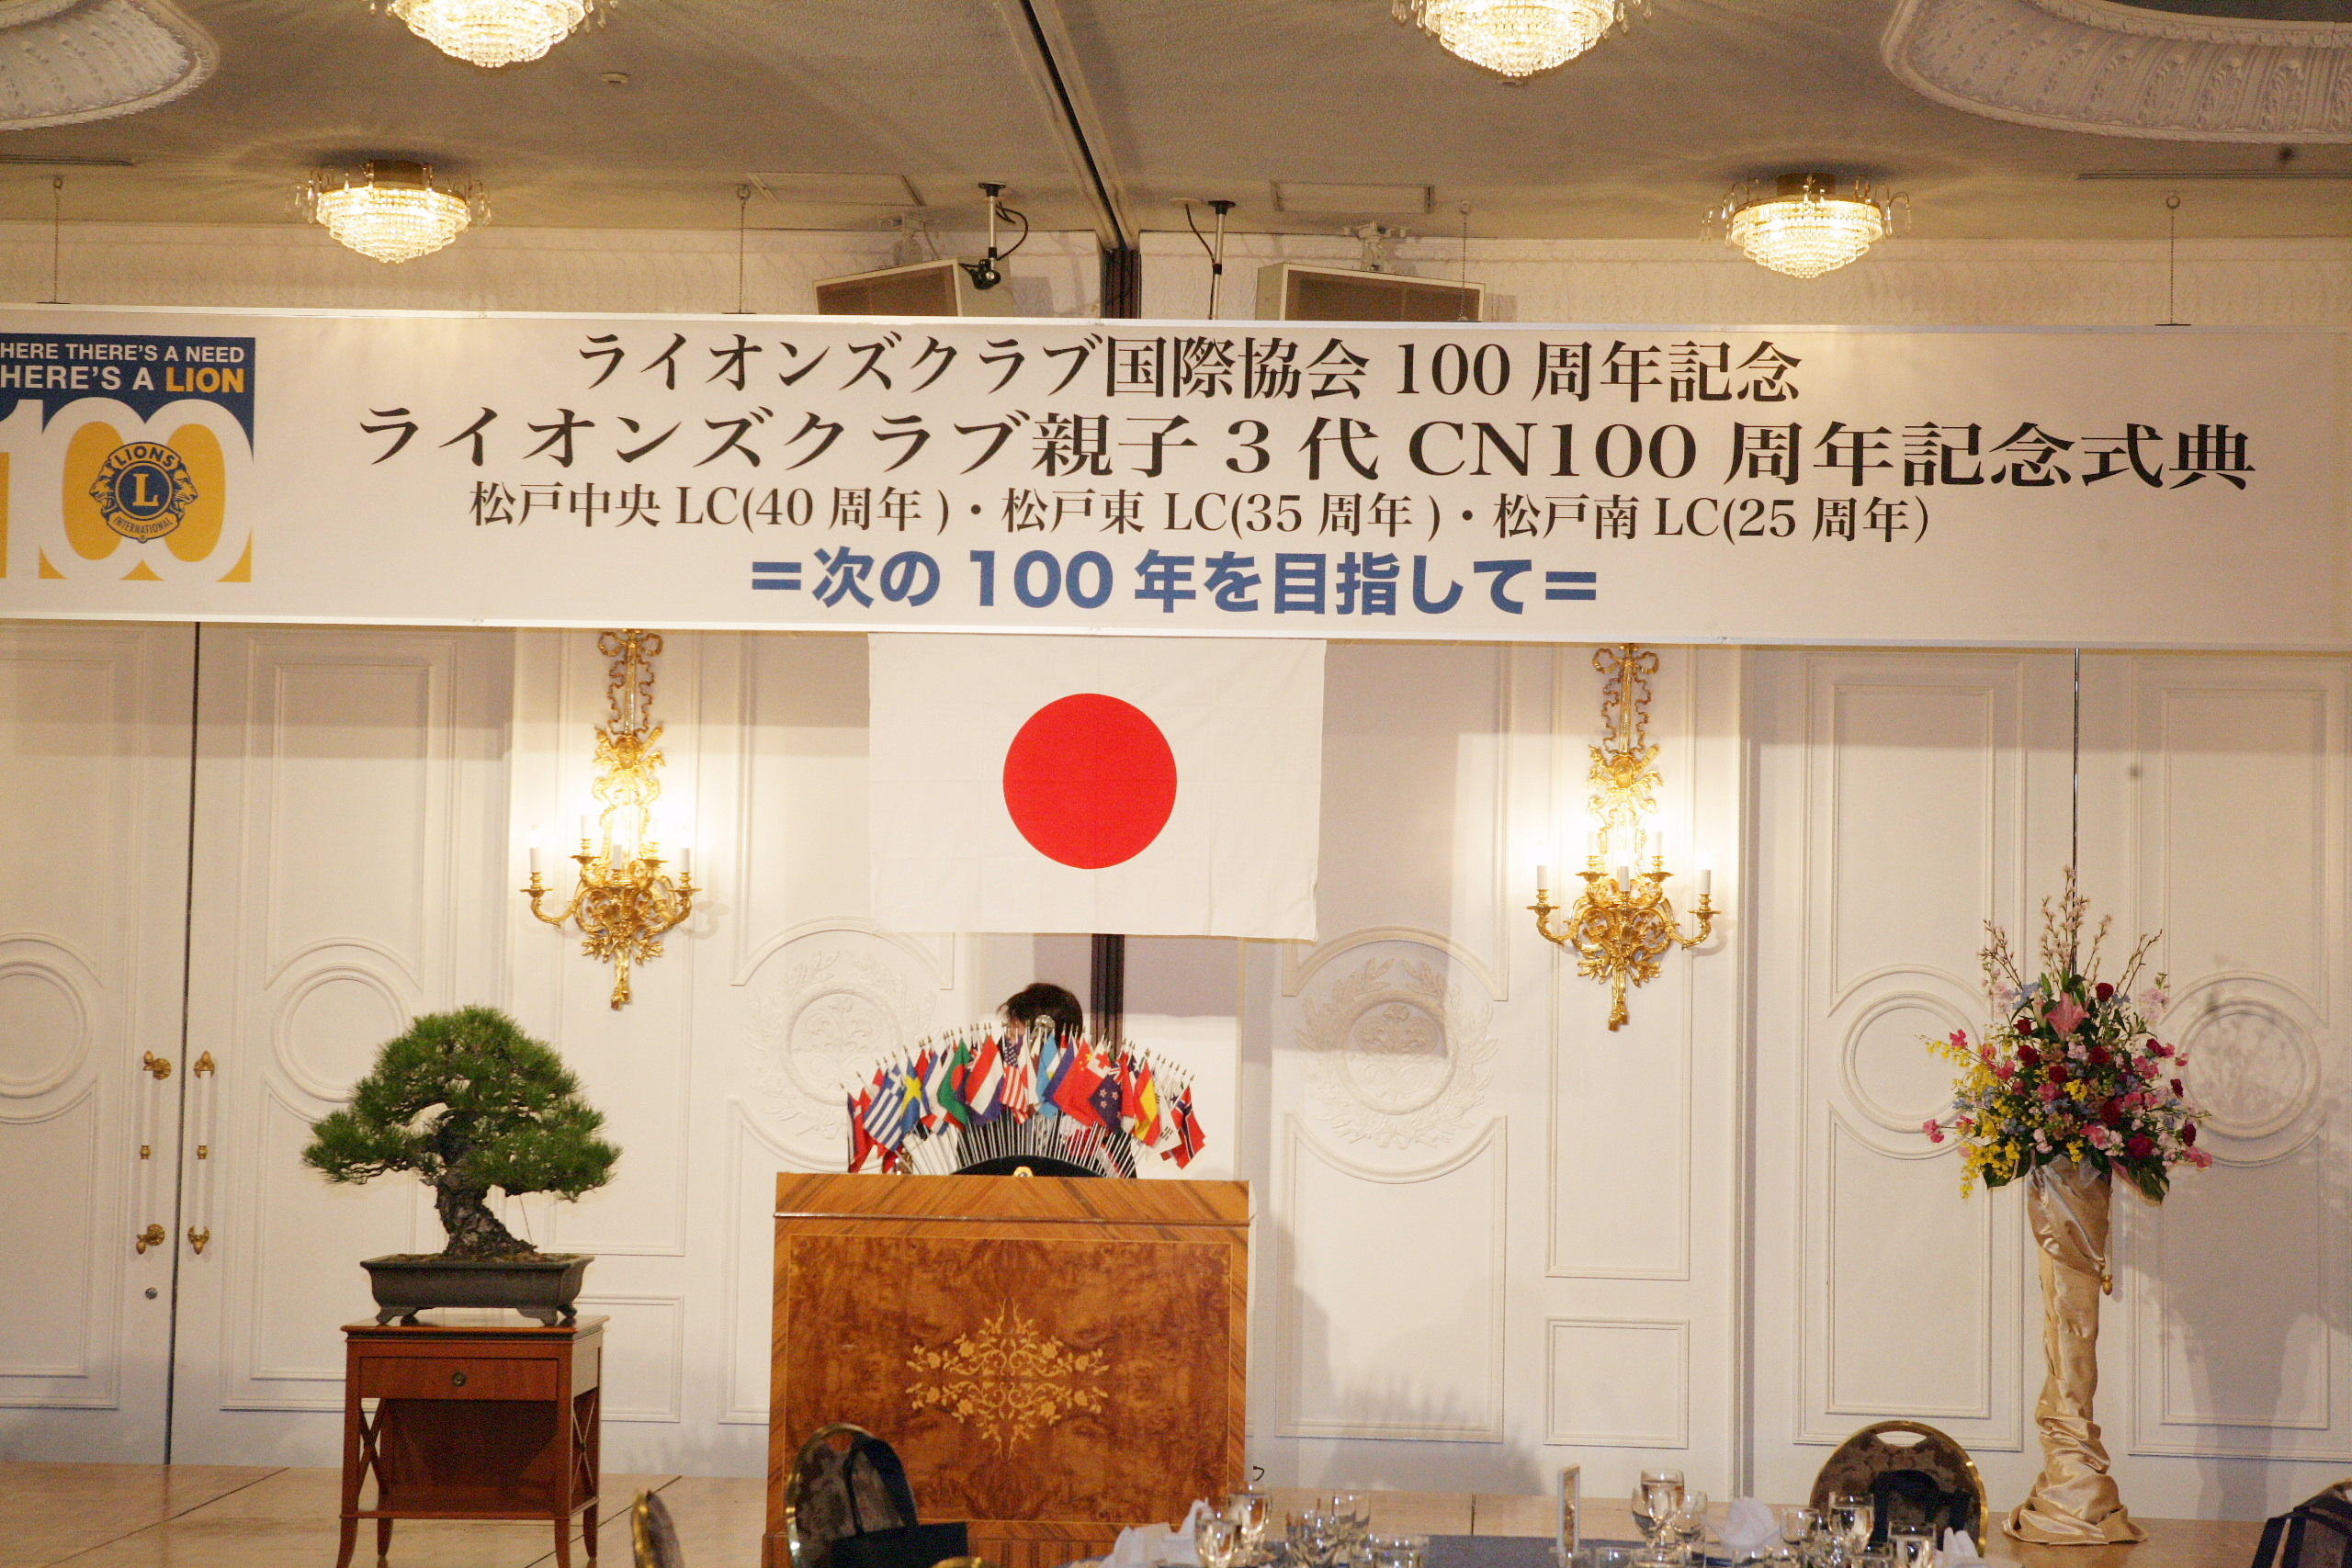 HERE THERE'S A NEED
HERE'S A LION
100
LIONS
L
INTERNATIONAL
ライオンズクラブ国際協会 100 周年記念
ライオンズクラブ親子 3 代 CN100 周年記念式典
松戸中央 LC(40 周年 )・松戸東 LC(35 周年 )・松戸南 LC(25 周年)
=次の 100 年を目指して=